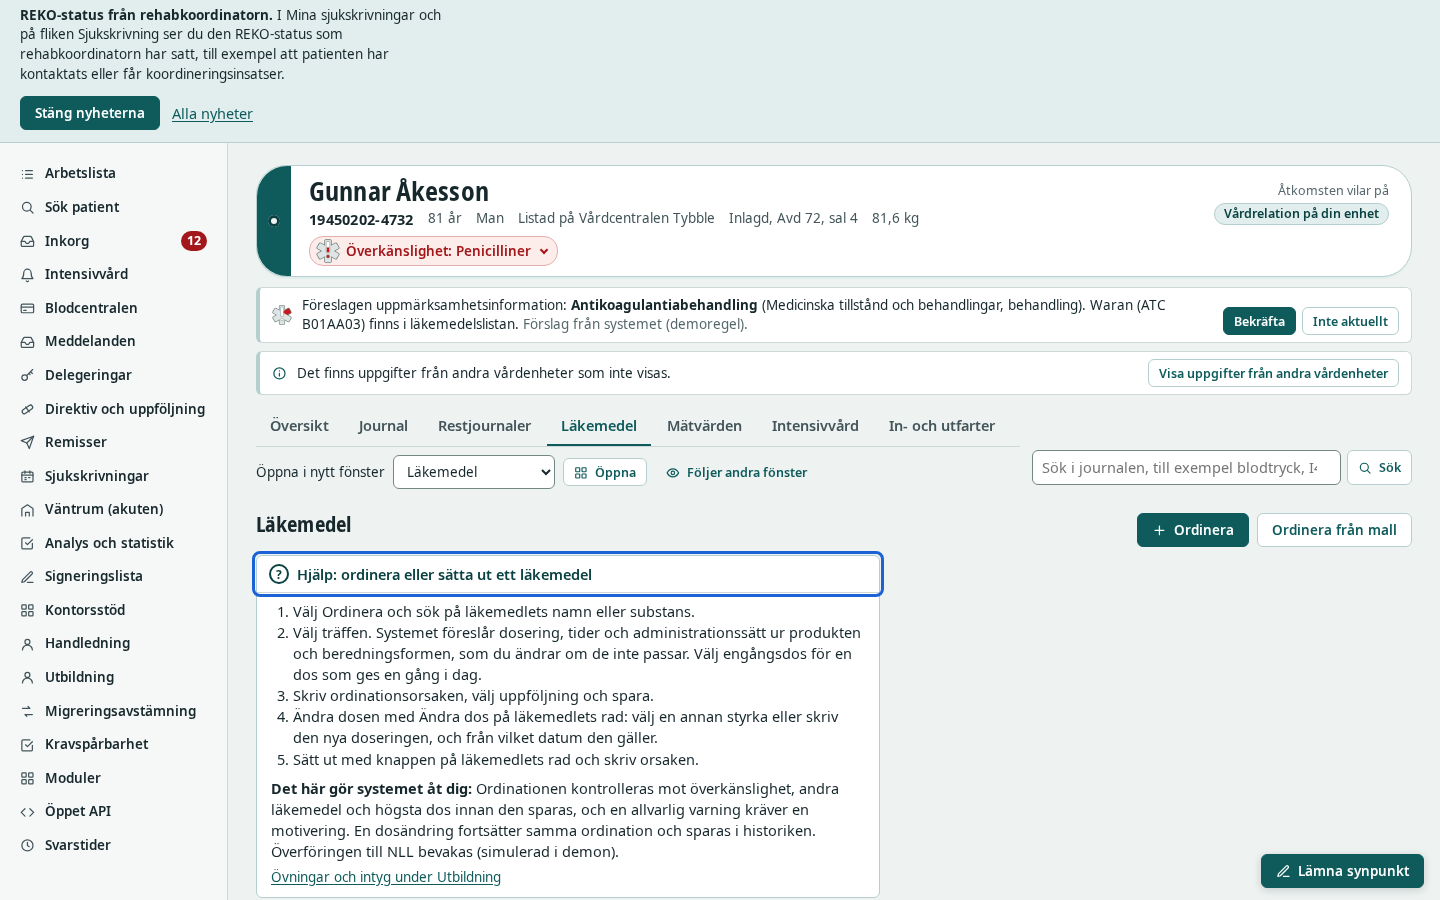 REKO-status från rehabkoordinatorn. I Mina sjukskrivningar och
på fliken Sjukskrivning ser du den REKO-status som
rehabkoordinatorn har satt, till exempel att patienten har
kontaktats eller får koordineringsinsatser.
Stäng nyheterna
Alla nyheter
Arbetslista
Sök patient
Inkorg
12
Intensivvård
Blodcentralen
Meddelanden
Delegeringar
Direktiv och uppföljning
Remisser
Sjukskrivningar
Väntrum (akuten)
Analys och statistik
Signeringslista
Kontorsstöd
Handledning
Utbildning
Migreringsavstämning
Kravspårbarhet
Moduler
Öppet API
Svarstider
Gunnar Åkesson
19450202-4732 81 år Man Listad på Vårdcentralen Tybble Inlagd, Avd 72, sal 4 81,6 kg
Överkänslighet: Penicilliner
Åtkomsten vilar på
Vårdrelation på din enhet
Föreslagen uppmärksamhetsinformation: Antikoagulantiabehandling (Medicinska tillstånd och behandlingar, behandling). Waran (ATC
B01AA03) finns i läkemedelslistan. Förslag från systemet (demoregel).
Bekräfta
Inte aktuellt
Det finns uppgifter från andra vårdenheter som inte visas.
Visa uppgifter från andra vårdenheter
Översikt Journal Restjournaler Läkemedel Mätvärden Intensivvård In- och utfarter
Öppna i nytt fönster
Läkemedel
Öppna
Följer andra fönster
Sök i journalen, till exempel blodtryck,
Sök
Läkemedel
Ordinera
Ordinera från mall
? Hjälp: ordinera eller sätta ut ett läkemedel
1. Välj Ordinera och sök på läkemedlets namn eller substans.
2. Välj träffen. Systemet föreslår dosering, tider och administrationssätt ur produkten
och beredningsformen, som du ändrar om de inte passar. Välj engångsdos för en
dos som ges en gång i dag.
3. Skriv ordinationsorsaken, välj uppföljning och spara.
4. Ändra dosen med Ändra dos på läkemedlets rad: välj en annan styrka eller skriv
den nya doseringen, och från vilket datum den gäller.
5. Sätt ut med knappen på läkemedlets rad och skriv orsaken.
Det här gör systemet åt dig: Ordinationen kontrolleras mot överkänslighet, andra
läkemedel och högsta dos innan den sparas, och en allvarlig varning kräver en
motivering. En dosändring fortsätter samma ordination och sparas i historiken.
Överföringen till NLL bevakas (simulerad i demon).
Övningar och intyg under Utbildning
Lämna synpunkt